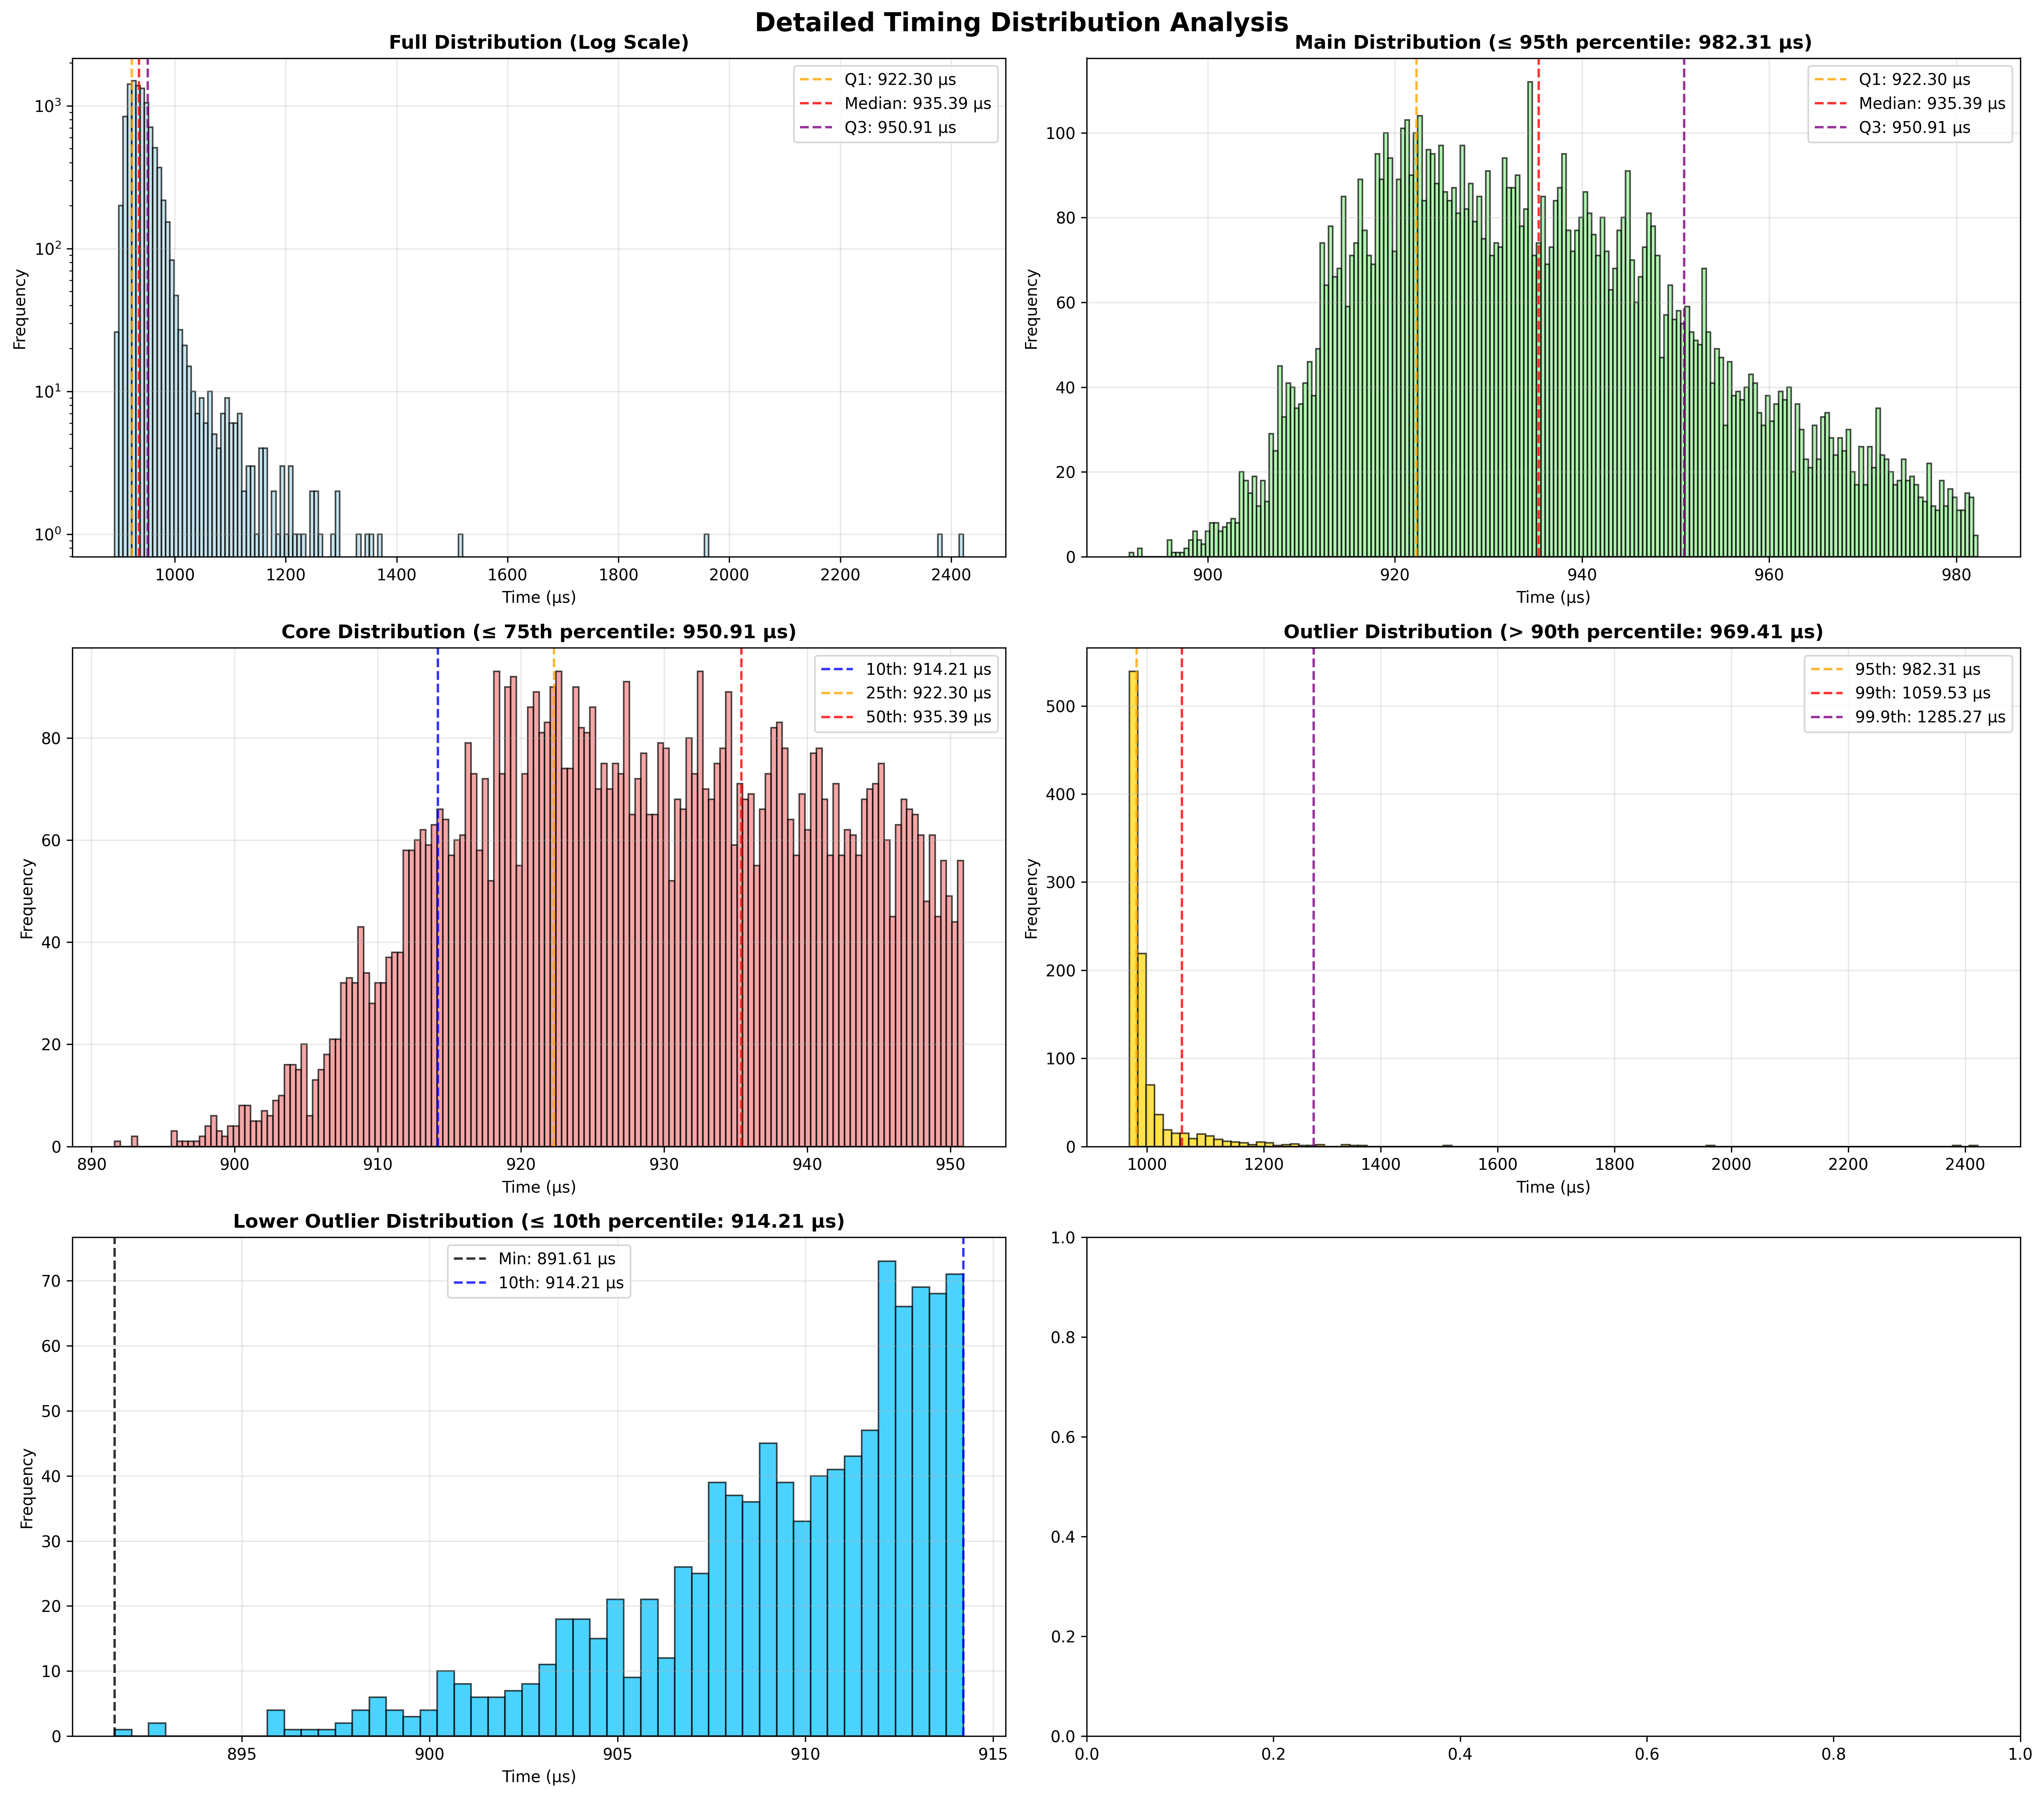 Detailed Timing Distribution Analysis
Full Distribution (Log Scale)
Q1: 922.30 μs
Median: 935.39 μs
Q3: 950.91 μs
10³
10²
10¹
10⁰
Frequency
1000 1200 1400 1600 1800 2000 2200 2400
Time (μs)
Main Distribution (≤ 95th percentile: 982.31 μs)
Q1: 922.30 μs
Median: 935.39 μs
Q3: 950.91 μs
100
80
60
40
20
0
Frequency
900 920 940 960 980
Time (μs)
Core Distribution (≤ 75th percentile: 950.91 μs)
10th: 914.21 μs
25th: 922.30 μs
50th: 935.39 μs
80
60
40
20
0
Frequency
890 900 910 920 930 940 950
Time (μs)
Outlier Distribution (> 90th percentile: 969.41 μs)
95th: 982.31 μs
99th: 1059.53 μs
99.9th: 1285.27 μs
500
400
300
200
100
0
Frequency
1000 1200 1400 1600 1800 2000 2200 2400
Time (μs)
Lower Outlier Distribution (≤ 10th percentile: 914.21 μs)
Min: 891.61 μs
10th: 914.21 μs
70
60
50
40
30
20
10
0
Frequency
895 900 905 910 915
Time (μs)
1.0
0.8
0.6
0.4
0.2
0.0
0.0 0.2 0.4 0.6 0.8 1.0